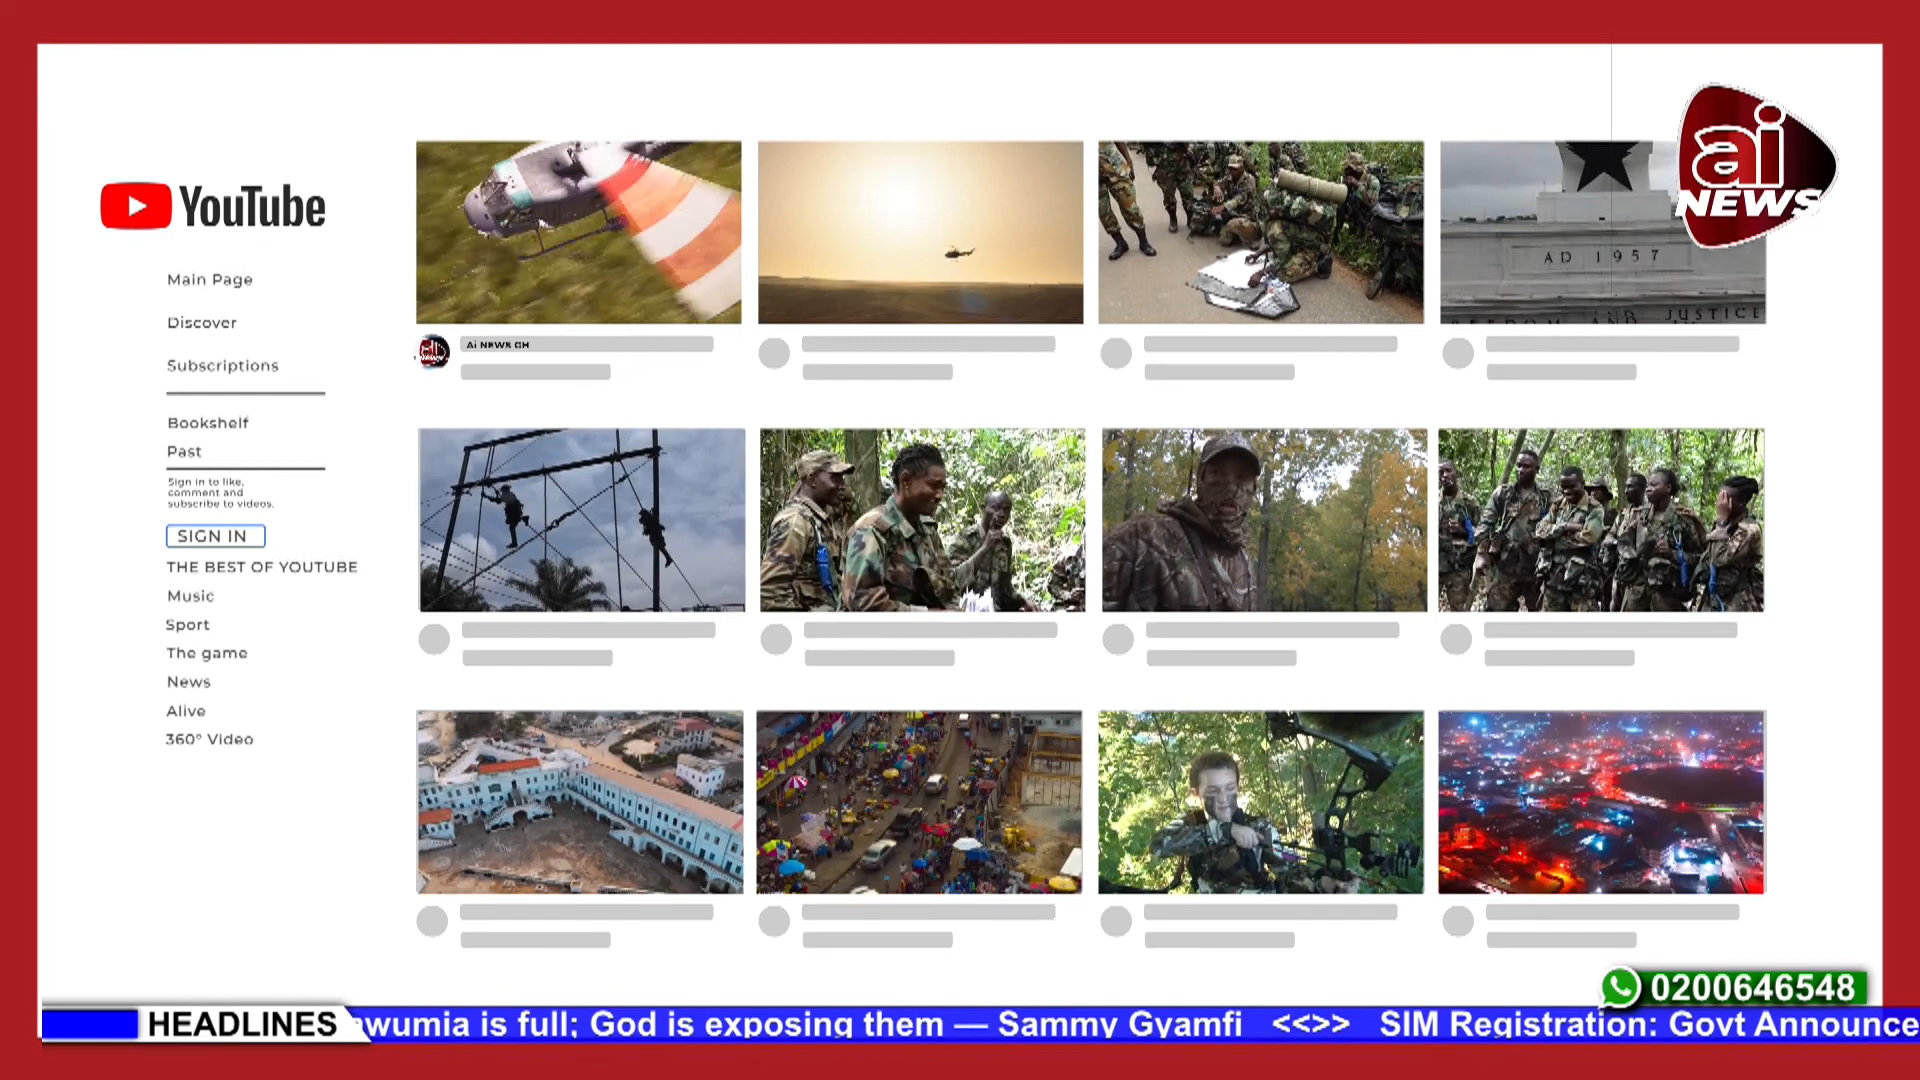 ai
NEWS
YouTube
Main Page
Discover
Subscriptions
Bookshelf
Past
Sign in to like,
comment and
subscribe to videos.
SIGN IN
THE BEST OF YOUTUBE
Music
Sport
The game
News
Alive
360° Video
AD 1957
AND JUSTICE
Ai NEWS GH
0200646548
HEADLINES
wumia is full; God is exposing them — Sammy Gyamfi <<>> SIM Registration: Govt Announce